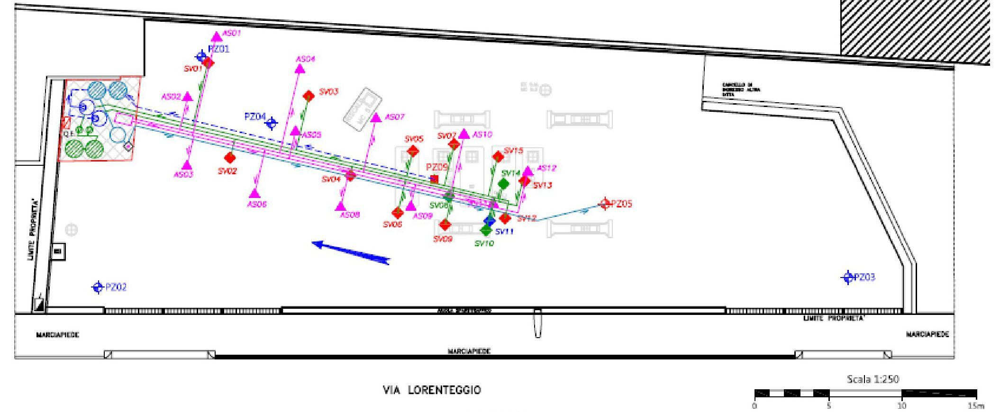 AS01
PZ01
SV01
AS04
AS02
SV03
PZ04
AS07
AS05
Q.E.
AS03
SV02
AS06
SV04
AS08
SV05
SV07
AS10
PZ09
SV06
AS09
SV08
SV09
SV15
SV14
AS12
SV13
SV12
SV11
SV10
PZ05
CANCELLO DI
PZ02
PZ03
LIMITE PROPRIETA'
LIMITE PROPRIETA'
MARCIAPIEDE
MARCIAPIEDE
MARCIAPIEDE
VIA LORENTEGGIO
Scala 1:250
0 5 10 15m